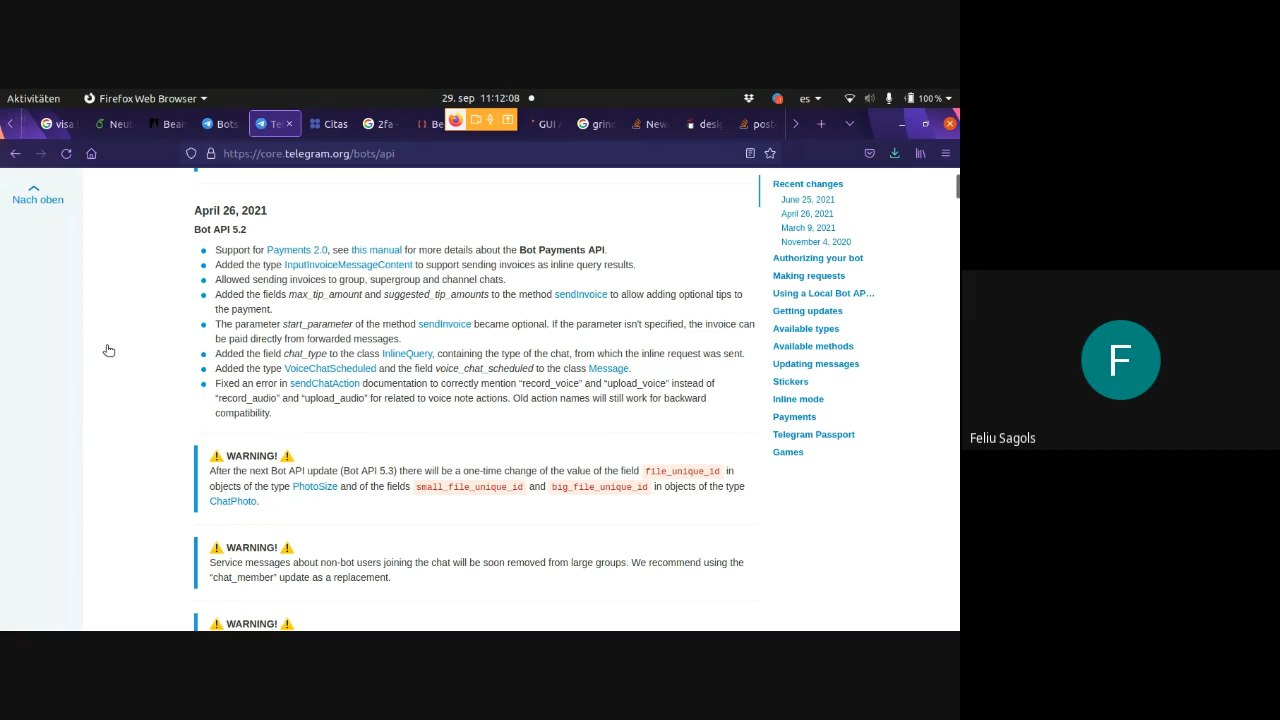 Aktivitäten
Firefox Web Browser
29. sep 11:12:08
es
100 %
visa
Neut
Bear
Bots
Tel
Citas
2fa
Be
GUI
grin
New
desi
post
https://core.telegram.org/bots/api
Nach oben
April 26, 2021
Bot API 5.2
Support for Payments 2.0, see this manual for more details about the Bot Payments API.
Added the type InputInvoiceMessageContent to support sending invoices as inline query results.
Allowed sending invoices to group, supergroup and channel chats.
Added the fields max_tip_amount and suggested_tip_amounts to the method sendInvoice to allow adding optional tips to
the payment.
The parameter start_parameter of the method sendInvoice became optional. If the parameter isn't specified, the invoice can
be paid directly from forwarded messages.
Added the field chat_type to the class InlineQuery, containing the type of the chat, from which the inline request was sent.
Added the type VoiceChatScheduled and the field voice_chat_scheduled to the class Message.
Fixed an error in sendChatAction documentation to correctly mention “record_voice” and “upload_voice” instead of
“record_audio” and “upload_audio” for related to voice note actions. Old action names will still work for backward
compatibility.
WARNING!
After the next Bot API update (Bot API 5.3) there will be a one-time change of the value of the field file_unique_id in
objects of the type PhotoSize and of the fields small_file_unique_id and big_file_unique_id in objects of the type
ChatPhoto.
WARNING!
Service messages about non-bot users joining the chat will be soon removed from large groups. We recommend using the
“chat_member” update as a replacement.
WARNING!
Recent changes
June 25, 2021
April 26, 2021
March 9, 2021
November 4, 2020
Authorizing your bot
Making requests
Using a Local Bot AP…
Getting updates
Available types
Available methods
Updating messages
Stickers
Inline mode
Payments
Telegram Passport
Games
F
Feliu Sagols